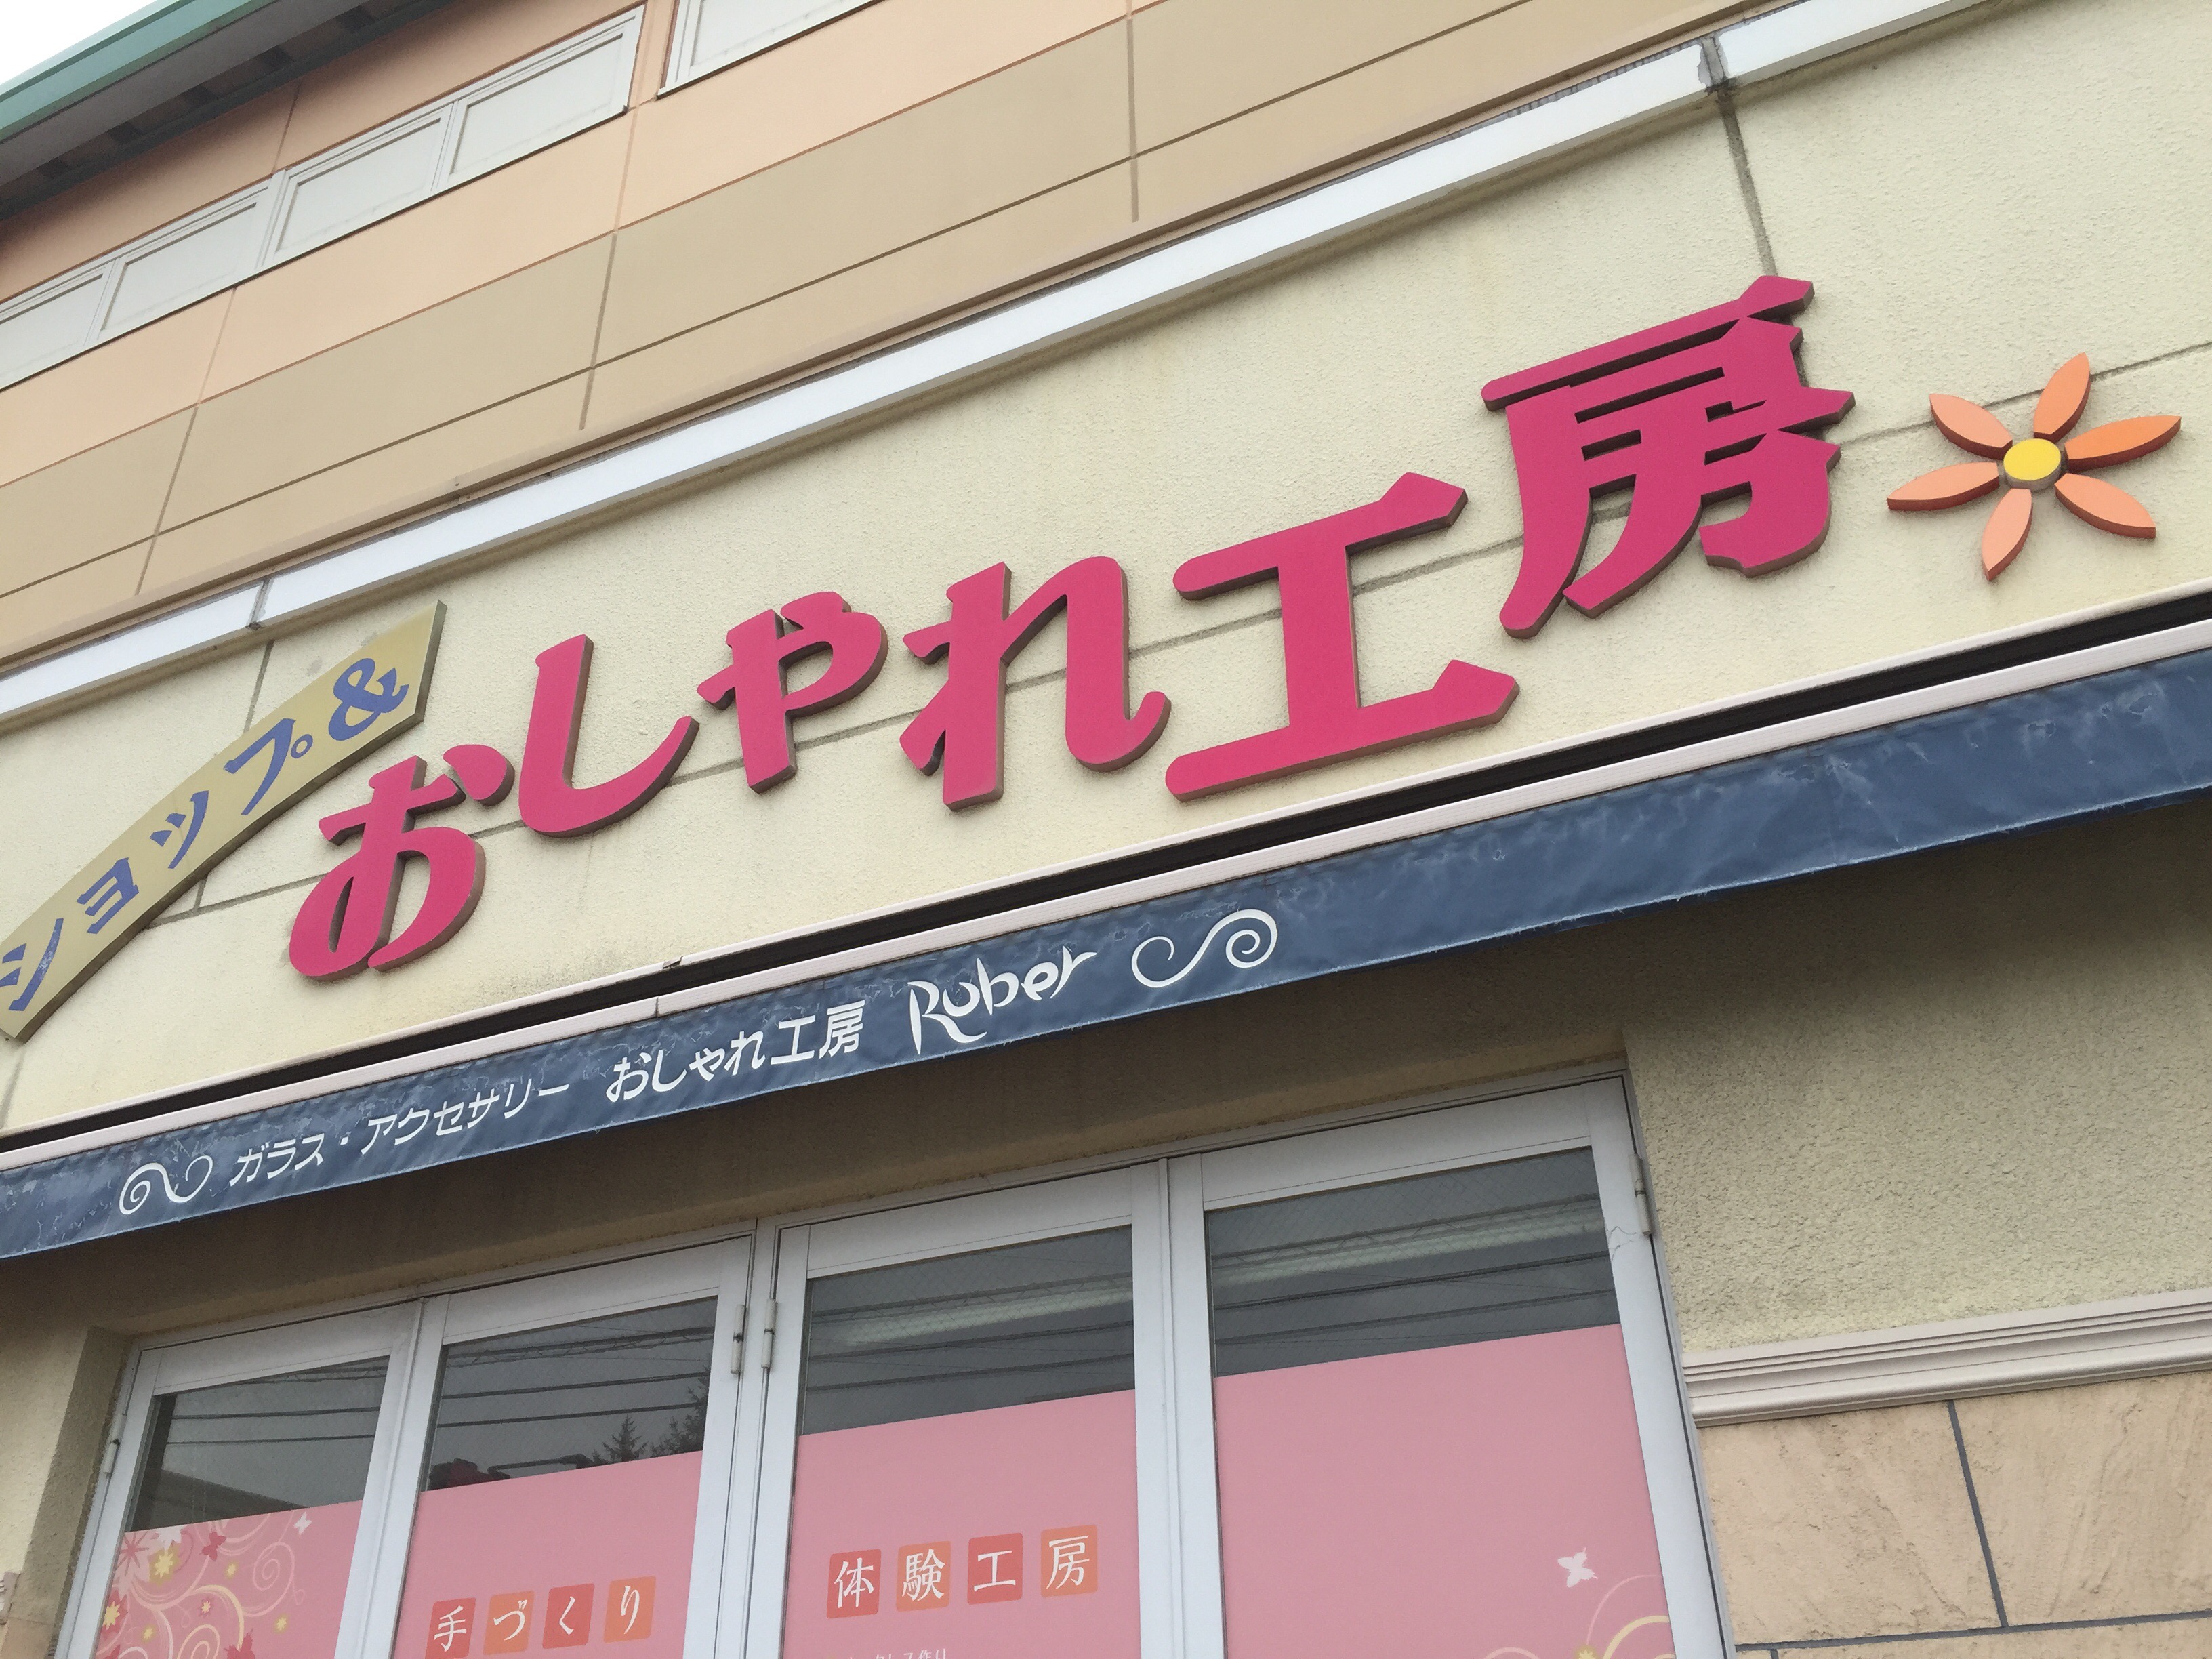 ショップ&
おしゃれ工房
ガラス・アクセサリー おしゃれ工房 Ruber
手づくり
体験工房